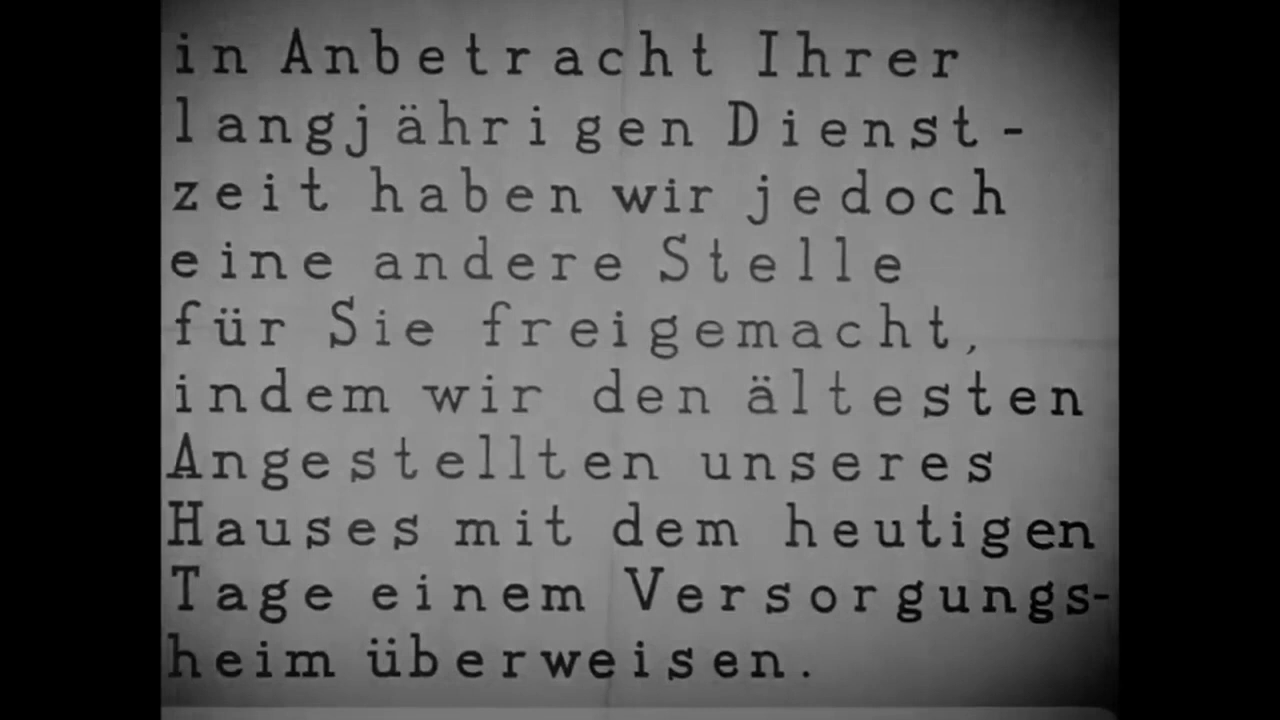 in Anbetracht Ihrer
langjährigen Dienst-
zeit haben wir jedoch
eine andere Stelle
für Sie freigemacht,
indem wir den ältesten
Angestellten unseres
Hauses mit dem heutigen
Tage einem Versorgungs-
heim überweisen.